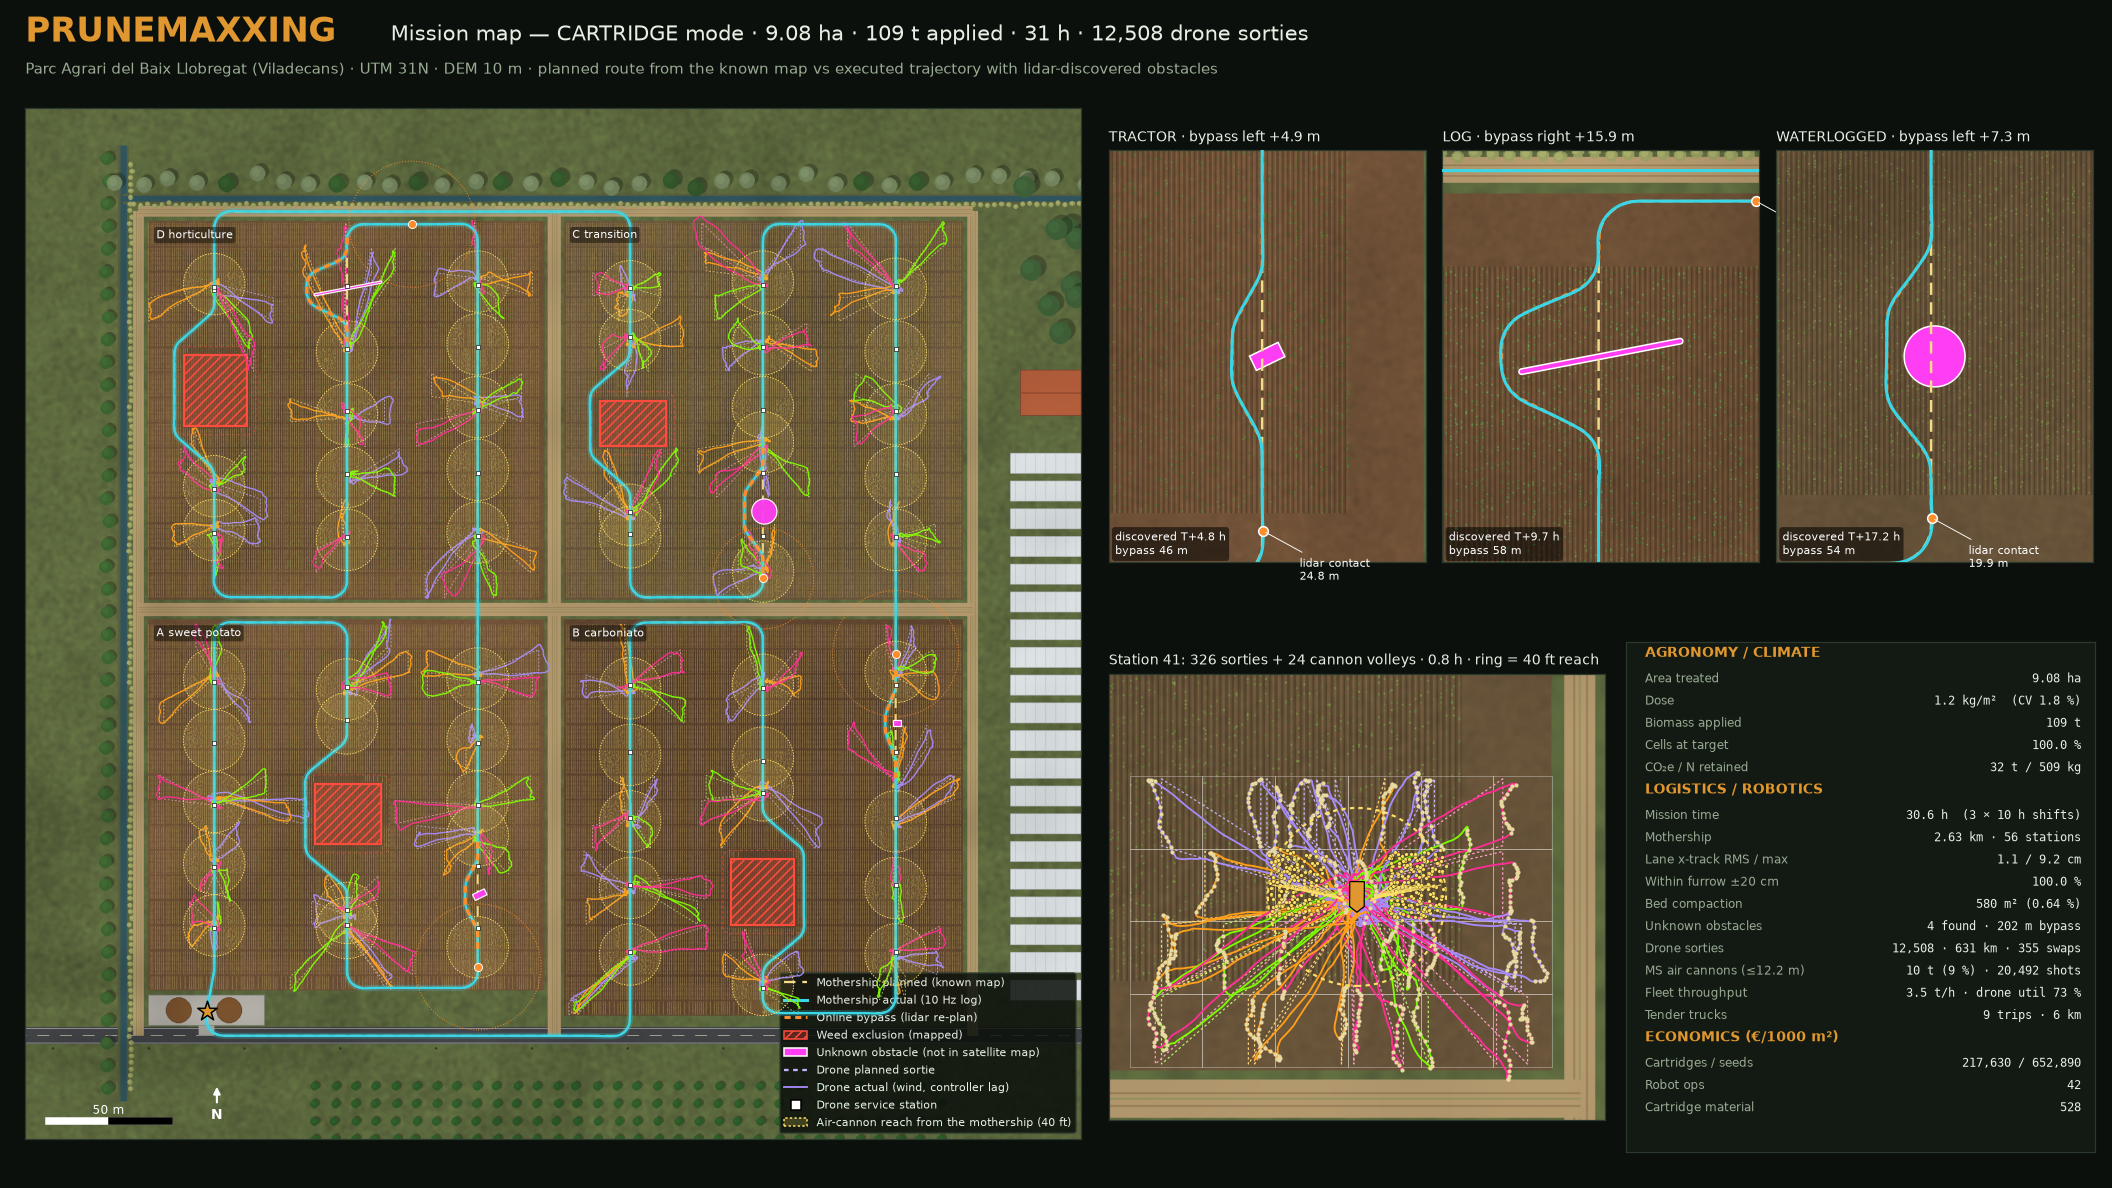 PRUNEMAXXING
Mission map — CARTRIDGE mode · 9.08 ha · 109 t applied · 31 h · 12,508 drone sorties
Parc Agrari del Baix Llobregat (Viladecans) · UTM 31N · DEM 10 m · planned route from the known map vs executed trajectory with lidar-discovered obstacles
D horticulture
C transition
A sweet potato
B carboniato
50 m
N
Mothership planned (known map)
Mothership actual (10 Hz log)
Online bypass (lidar re-plan)
Weed exclusion (mapped)
Unknown obstacle (not in satellite map)
Drone planned sortie
Drone actual (wind, controller lag)
Drone service station
Air-cannon reach from the mothership (40 ft)
TRACTOR · bypass left +4.9 m
discovered T+4.8 h
bypass 46 m
lidar contact
24.8 m
LOG · bypass right +15.9 m
discovered T+9.7 h
bypass 58 m
WATERLOGGED · bypass left +7.3 m
discovered T+17.2 h
bypass 54 m
lidar contact
19.9 m
Station 41: 326 sorties + 24 cannon volleys · 0.8 h · ring = 40 ft reach
AGRONOMY / CLIMATE
Area treated 9.08 ha
Dose 1.2 kg/m² (CV 1.8 %)
Biomass applied 109 t
Cells at target 100.0 %
CO₂e / N retained 32 t / 509 kg
LOGISTICS / ROBOTICS
Mission time 30.6 h (3 × 10 h shifts)
Mothership 2.63 km · 56 stations
Lane x-track RMS / max 1.1 / 9.2 cm
Within furrow ±20 cm 100.0 %
Bed compaction 580 m² (0.64 %)
Unknown obstacles 4 found · 202 m bypass
Drone sorties 12,508 · 631 km · 355 swaps
MS air cannons (≤12.2 m) 10 t (9 %) · 20,492 shots
Fleet throughput 3.5 t/h · drone util 73 %
Tender trucks 9 trips · 6 km
ECONOMICS (€/1000 m²)
Cartridges / seeds 217,630 / 652,890
Robot ops 42
Cartridge material 528